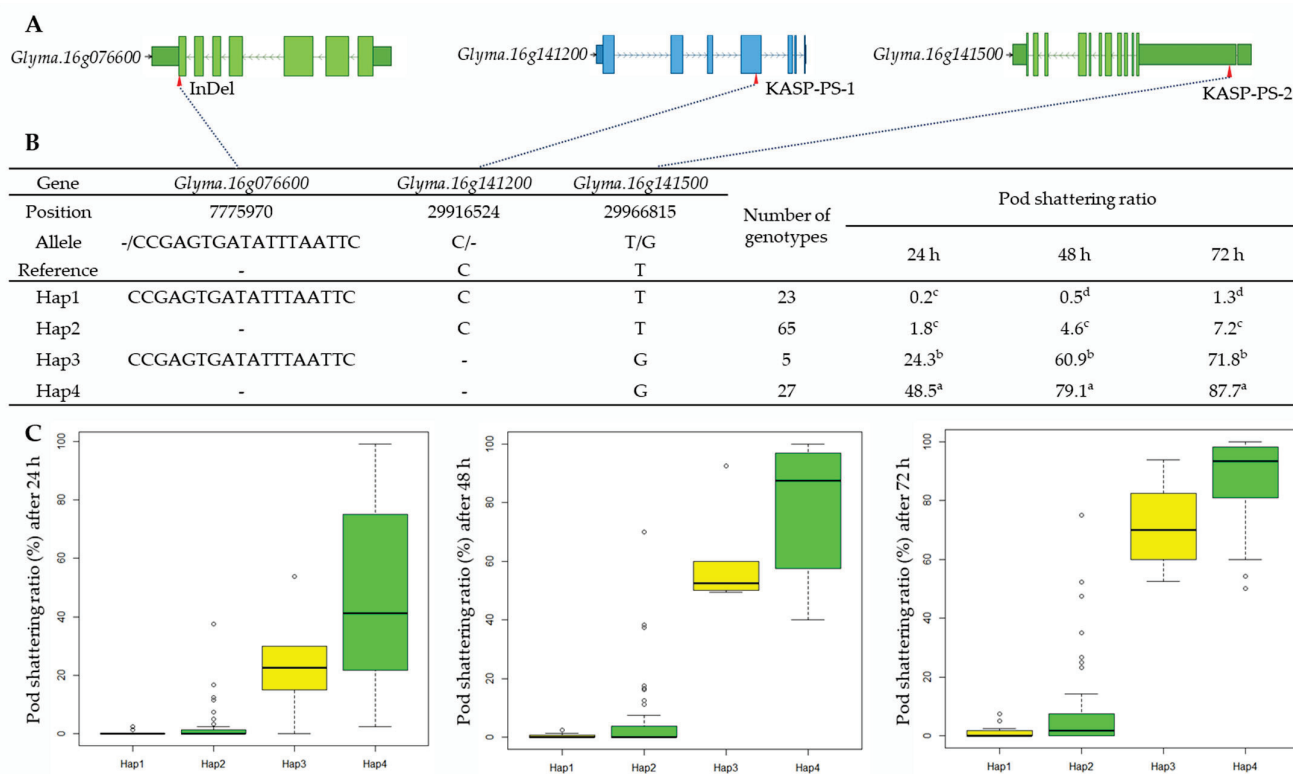 A
Glyma.16g076600
InDel
Glyma.16g141200
KASP-PS-1
Glyma.16g141500
KASP-PS-2
B
Gene Glyma.16g076600 Glyma.16g141200 Glyma.16g141500 Number of genotypes Pod shattering ratio
Position 7775970 29916524 29966815
Allele -/CCGAGTGATATTTAATTC C/- T/G 24 h 48 h 72 h
Reference - C T
Hap1 CCGAGTGATATTTAATTC C T 23 0.2c 0.5d 1.3d
Hap2 - C T 65 1.8c 4.6c 7.2c
Hap3 CCGAGTGATATTTAATTC - G 5 24.3b 60.9b 71.8b
Hap4 - - G 27 48.5a 79.1a 87.7a
C
Pod shattering ratio (%) after 24 h
100
80
60
40
20
0
Hap1 Hap2 Hap3 Hap4
Pod shattering ratio (%) after 48 h
100
80
60
40
20
0
Hap1 Hap2 Hap3 Hap4
Pod shattering ratio (%) after 72 h
100
80
60
40
20
0
Hap1 Hap2 Hap3 Hap4